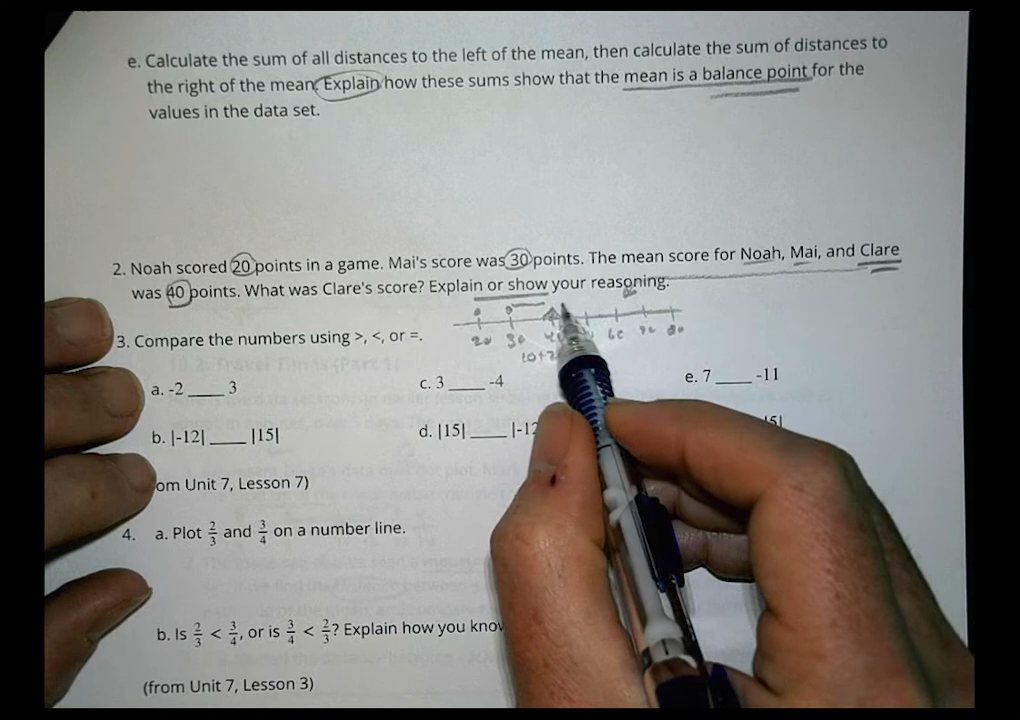 e. Calculate the sum of all distances to the left of the mean, then calculate the sum of distances to
the right of the mean. Explain how these sums show that the mean is a balance point for the
values in the data set.
2. Noah scored 20 points in a game. Mai's score was 30 points. The mean score for Noah, Mai, and Clare
was 40 points. What was Clare's score? Explain or show your reasoning.
20 30
3. Compare the numbers using >, <, or =.
a. -2 ____ 3 c. 3 ____ -4 e. 7 ____ -11
b. |-12| ____ |15| d. |15| ____ |-12
om Unit 7, Lesson 7)
4. a. Plot 2/3 and 3/4 on a number line.
b. Is 2/3 < 3/4, or is 3/4 < 2/3? Explain how you know
(from Unit 7, Lesson 3)